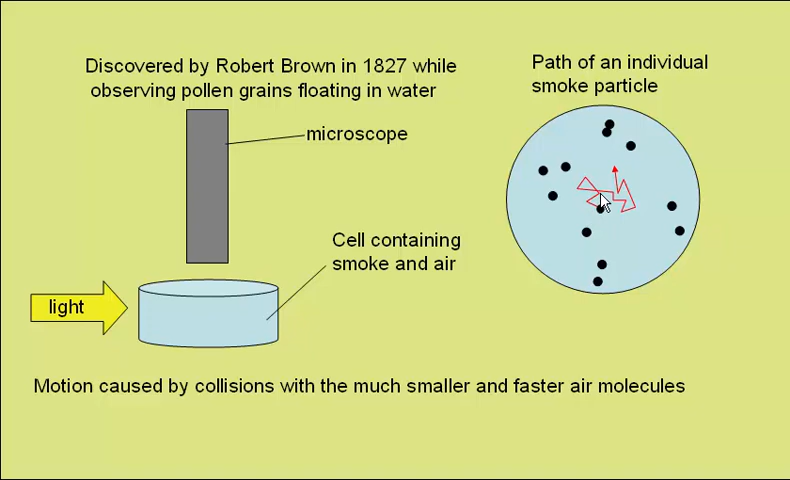 Discovered by Robert Brown in 1827 while
observing pollen grains floating in water
Path of an individual
smoke particle
microscope
Cell containing
smoke and air
light
Motion caused by collisions with the much smaller and faster air molecules